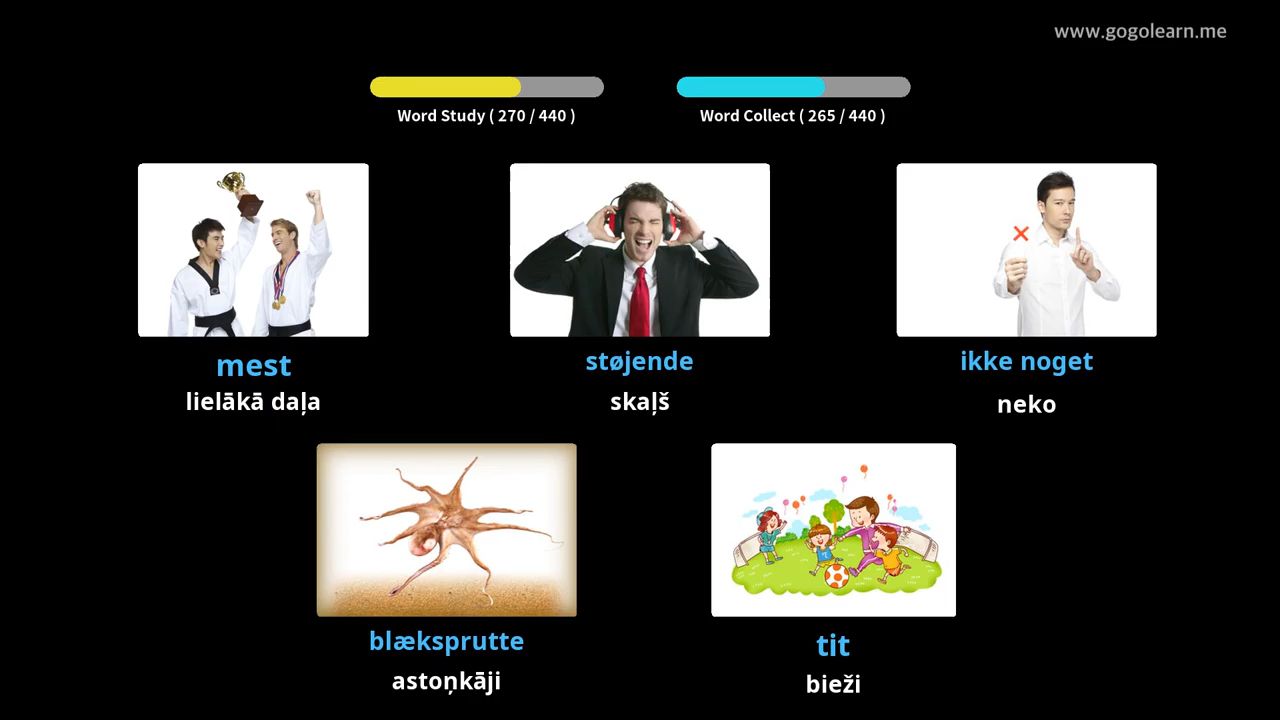 www.gogolearn.me
Word Study ( 270 / 440 )
Word Collect ( 265 / 440 )
mest
lielākā daļa
støjende
skaļš
ikke noget
neko
blæksprutte
astoņkāji
tit
bieži